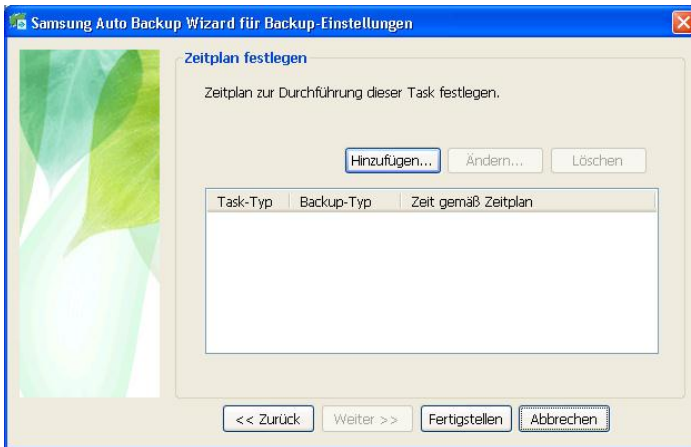 Samsung Auto Backup Wizard für Backup-Einstellungen
Zeitplan festlegen
Zeitplan zur Durchführung dieser Task festlegen.
Hinzufügen... Ändern... Löschen
Task-Typ Backup-Typ Zeit gemäß Zeitplan
<< Zurück Weiter >> Fertigstellen Abbrechen